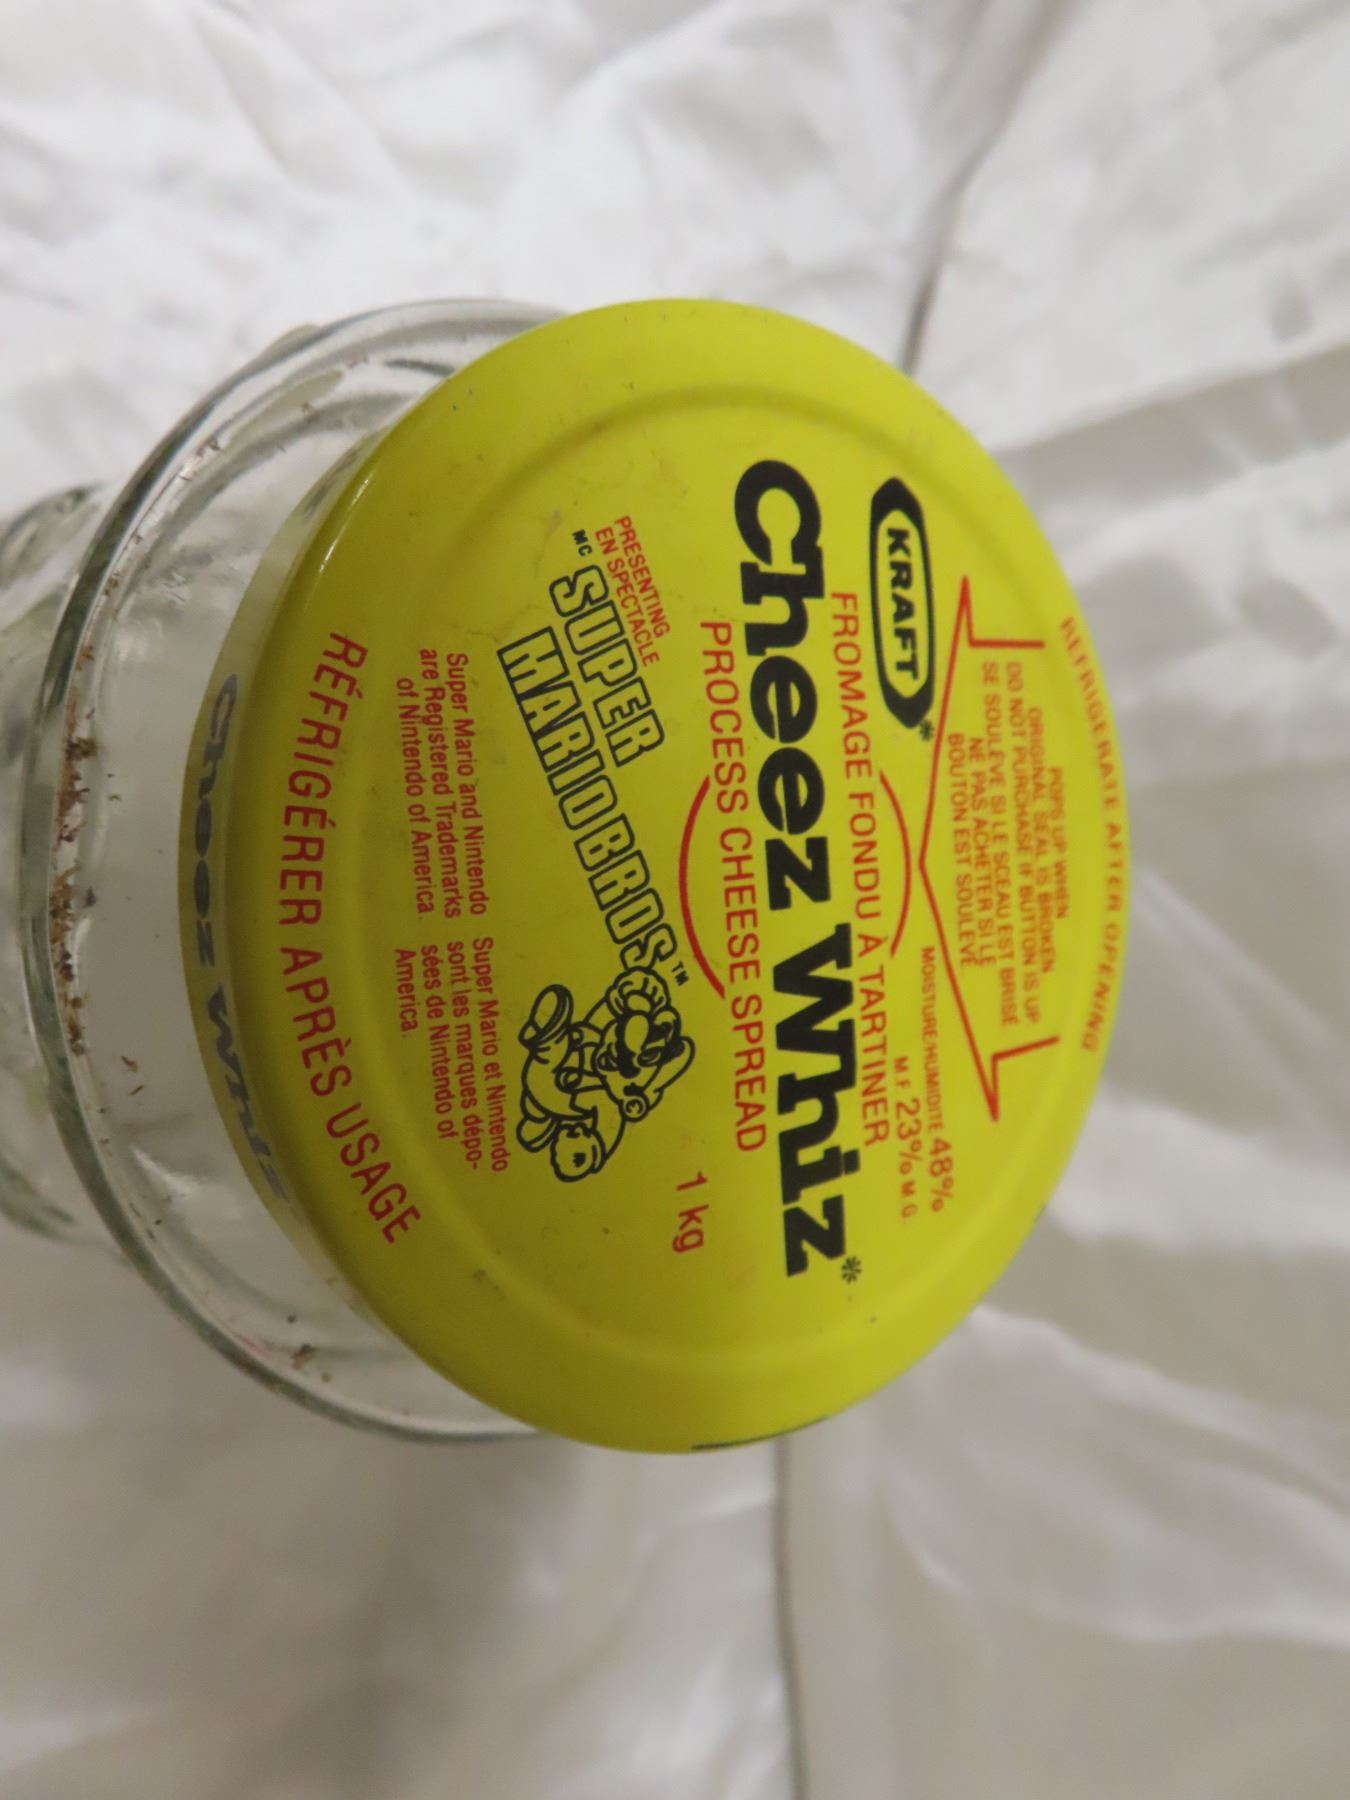 REFRIGERATE AFTER OPENING
POPS UP WHEN
ORIGINAL SEAL IS BROKEN
DO NOT PURCHASE IF BUTTON IS UP.
SE SOULÈVE SI LE SCEAU EST BRISÉ
NE PAS ACHETER SI LE
BOUTON EST SOULEVÉ
KRAFT*
MOISTURE/HUMIDITÉ 48%
M.F. 23% M.G.
FROMAGE FONDU À TARTINER
Cheez Whiz*
PROCESS CHEESE SPREAD
1 kg
PRESENTING
EN SPECTACLE
MC SUPER
MARIO BROS.™
Super Mario and Nintendo
are Registered Trademarks
of Nintendo of America.
Super Mario et Nintendo
sont les marques dépo-
sées de Nintendo of
America.
RÉFRIGÉRER APRÈS USAGE
Cheez Whiz